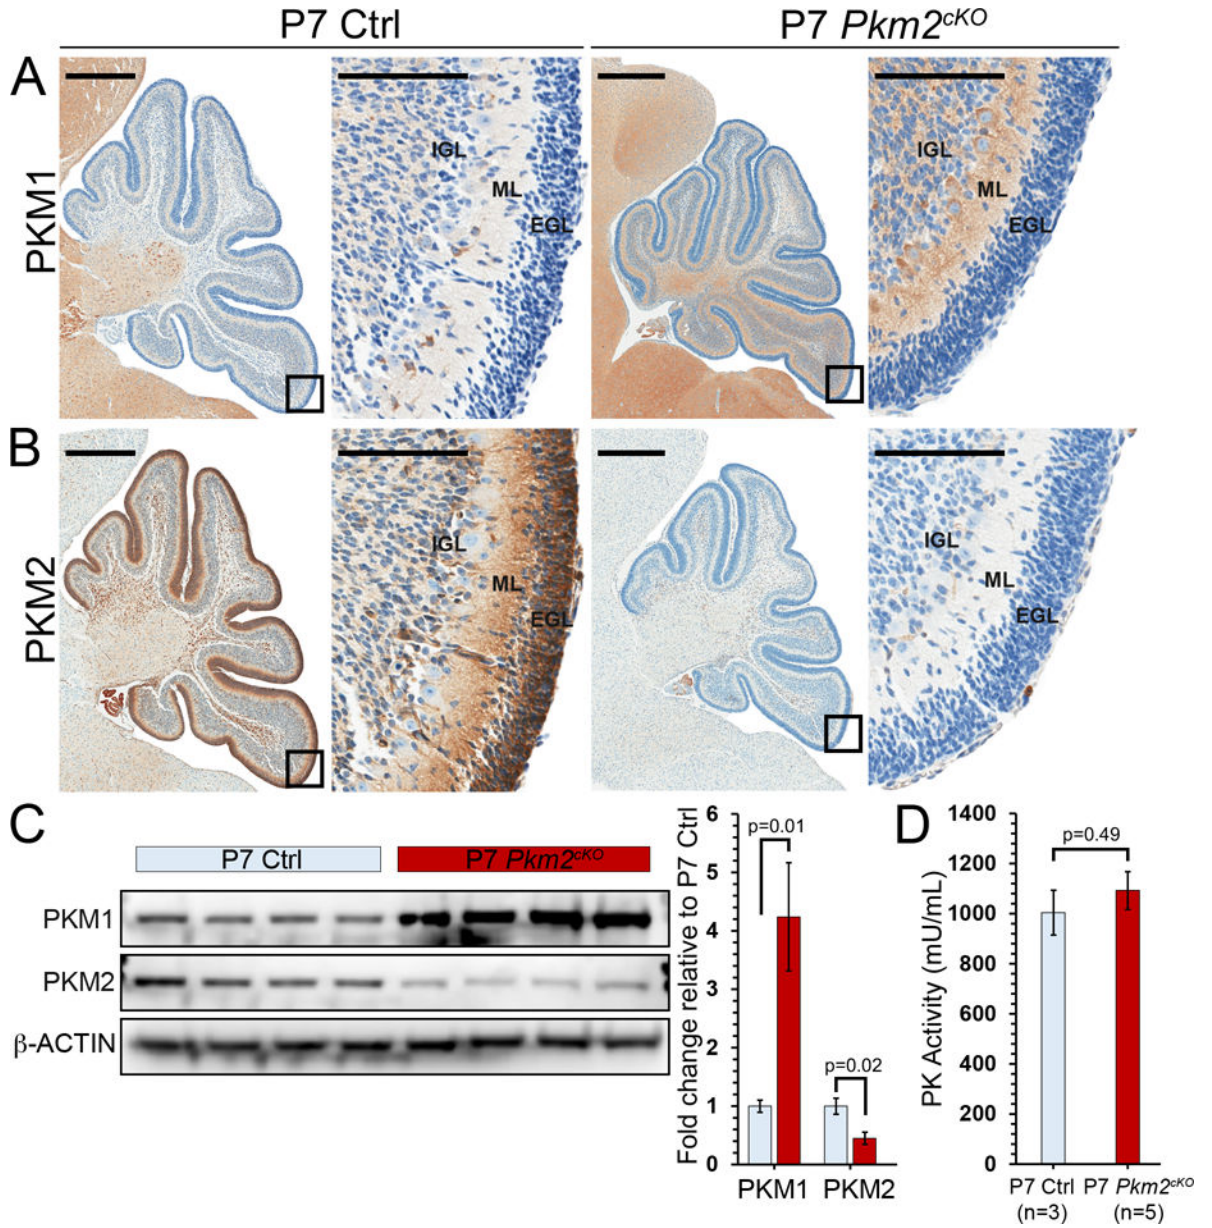 P7 Ctrl
P7 Pkm2cKO
A
PKM1
IGL
ML
EGL
IGL
ML
EGL
B
PKM2
IGL
ML
EGL
IGL
ML
EGL
C
P7 Ctrl
P7 Pkm2cKO
PKM1
PKM2
β-ACTIN
Fold change relative to P7 Ctrl
6
5
4
3
2
1
0
p=0.01
p=0.02
PKM1
PKM2
D
PK Activity (mU/mL)
1400
1200
1000
800
600
400
200
0
p=0.49
P7 Ctrl
(n=3)
P7 Pkm2cKO
(n=5)